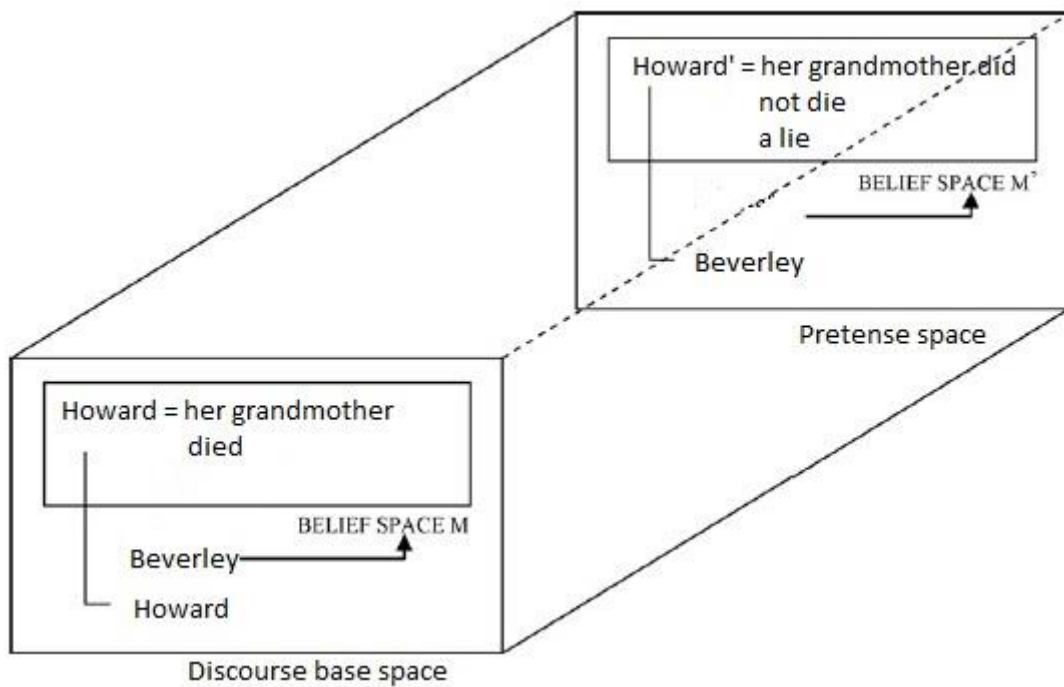 Howard' = her grandmother did
not die
a lie
BELIEF SPACE M'
Beverley
Pretense space
Howard = her grandmother
died
BELIEF SPACE M
Beverley
Howard
Discourse base space